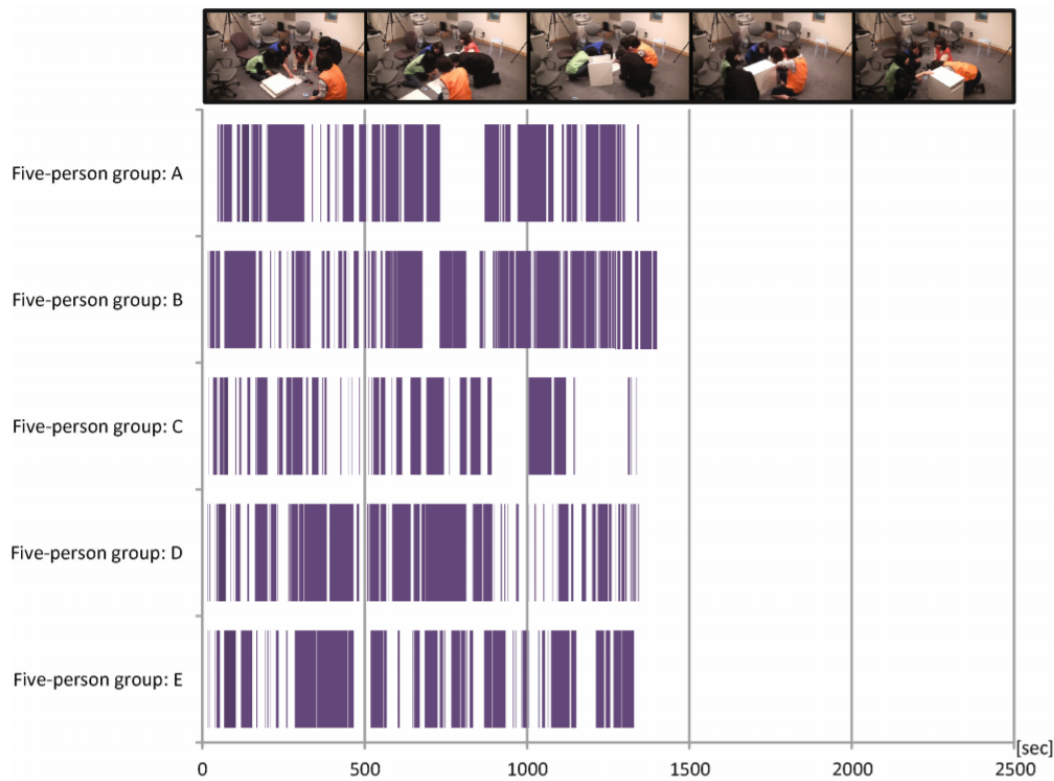 Five-person group: A
Five-person group: B
Five-person group: C
Five-person group: D
Five-person group: E
[sec]
0 500 1000 1500 2000 2500